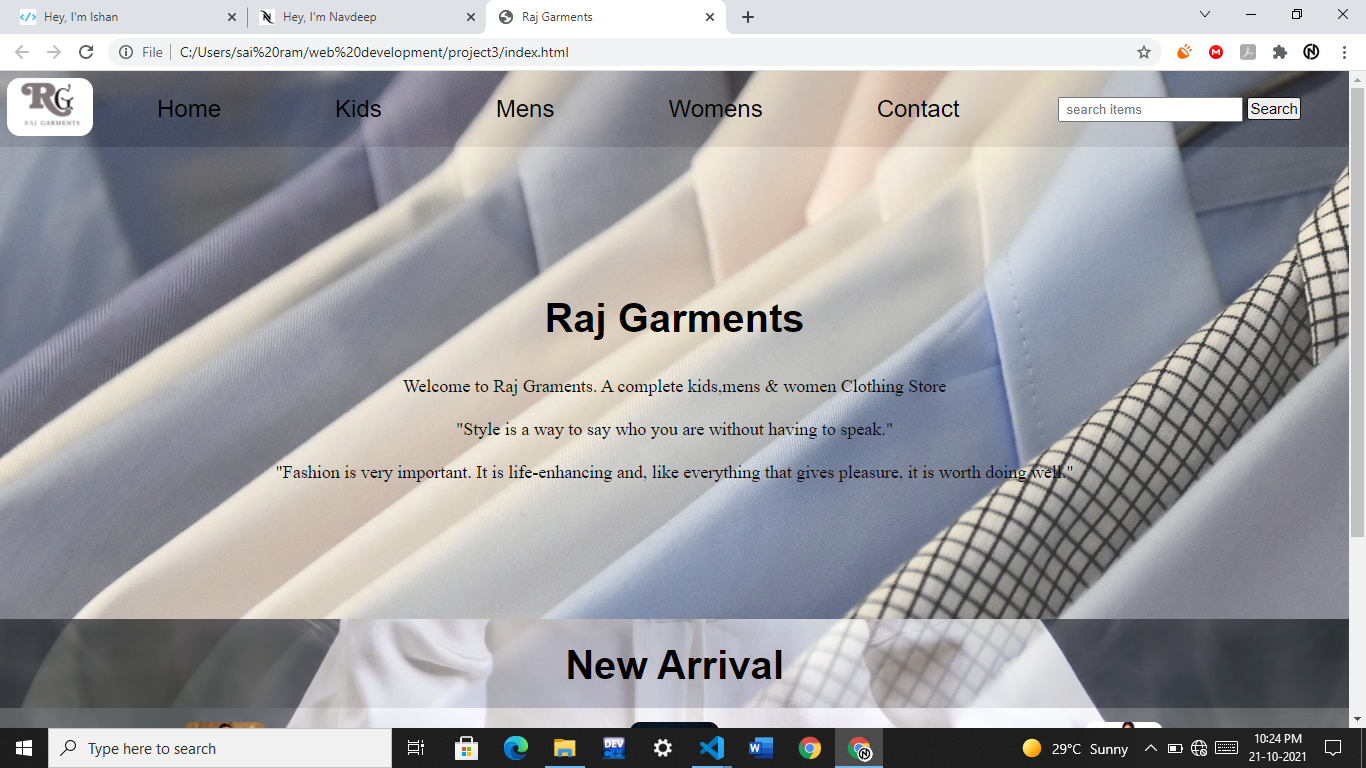 Hey, I'm Ishan
Hey, I'm Navdeep
Raj Garments
File
C:/Users/sai%20ram/web%20development/project3/index.html
RG
RAJ GARMENTS
Home
Kids
Mens
Womens
Contact
search items
Search
Raj Garments
Welcome to Raj Graments. A complete kids,mens & women Clothing Store
"Style is a way to say who you are without having to speak."
"Fashion is very important. It is life-enhancing and, like everything that gives pleasure, it is worth doing well."
New Arrival
Type here to search
DEV
29°C Sunny
10:24 PM
21-10-2021